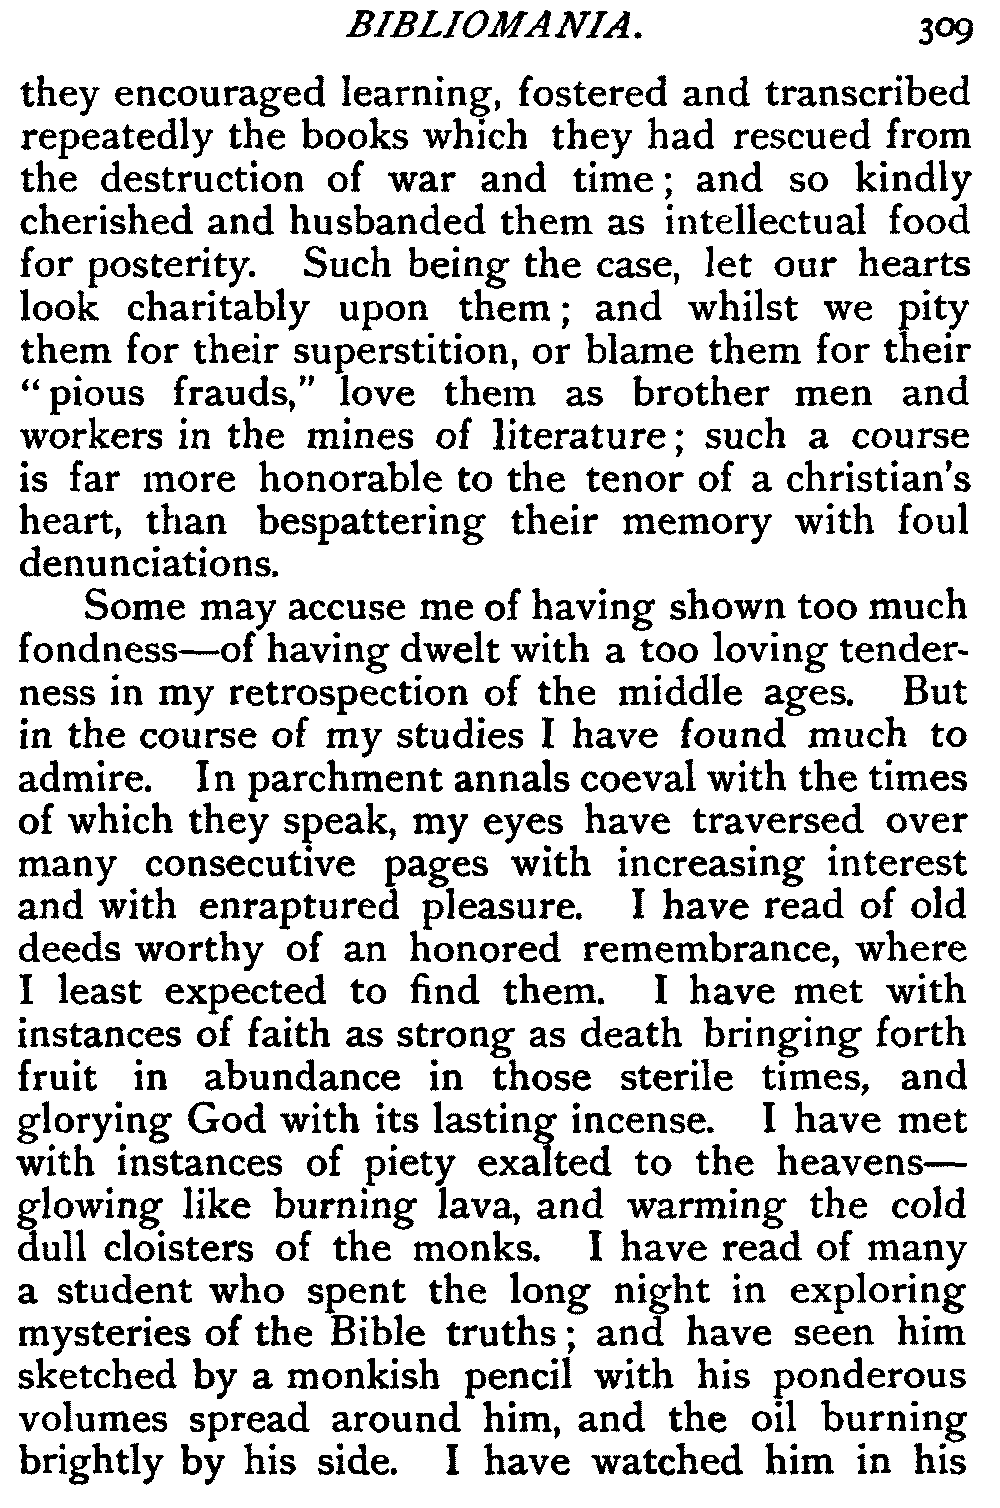 BIBLIOMANIA. 309
they encouraged learning, fostered and transcribed
repeatedly the books which they had rescued from
the destruction of war and time; and so kindly
cherished and husbanded them as intellectual food
for posterity. Such being the case, let our hearts
look charitably upon them; and whilst we pity
them for their superstition, or blame them for their
“pious frauds,” love them as brother men and
workers in the mines of literature; such a course
is far more honorable to the tenor of a christian's
heart, than bespattering their memory with foul
denunciations.
Some may accuse me of having shown too much
fondness—of having dwelt with a too loving tender-
ness in my retrospection of the middle ages. But
in the course of my studies I have found much to
admire. In parchment annals coeval with the times
of which they speak, my eyes have traversed over
many consecutive pages with increasing interest
and with enraptured pleasure. I have read of old
deeds worthy of an honored remembrance, where
I least expected to find them. I have met with
instances of faith as strong as death bringing forth
fruit in abundance in those sterile times, and
glorying God with its lasting incense. I have met
with instances of piety exalted to the heavens—
glowing like burning lava, and warming the cold
dull cloisters of the monks. I have read of many
a student who spent the long night in exploring
mysteries of the Bible truths; and have seen him
sketched by a monkish pencil with his ponderous
volumes spread around him, and the oil burning
brightly by his side. I have watched him in his